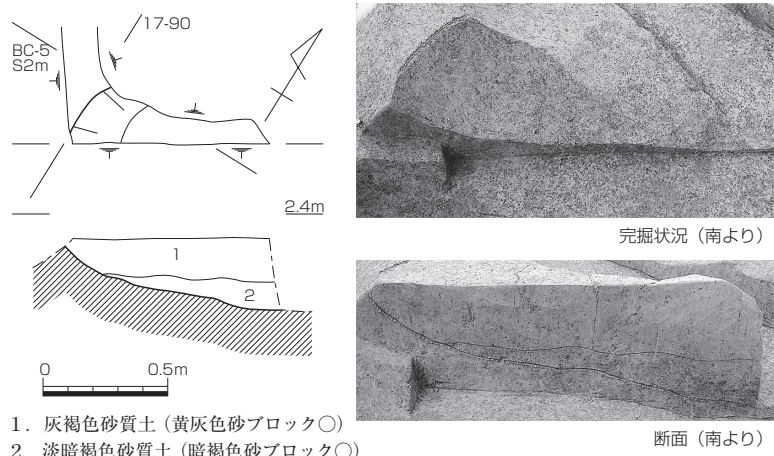 17-90
BC-5
S2m
2.4m
1
2
0 0.5m
1．灰褐色砂質土（黄灰色砂ブロック○）
2．淡暗褐色砂質土（暗褐色砂ブロック○）
完掘状況（南より）
断面（南より）